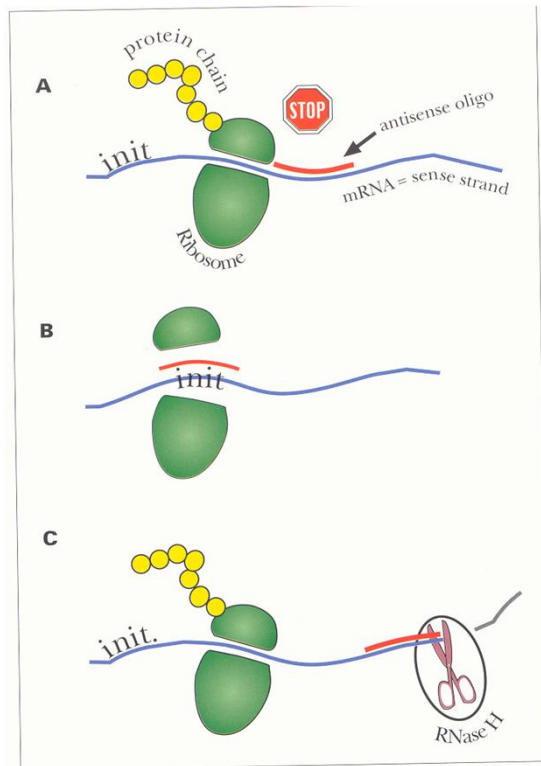 A
protein chain
STOP
antisense oligo
init
mRNA = sense strand
Ribosome
B
init
C
init.
RNase H